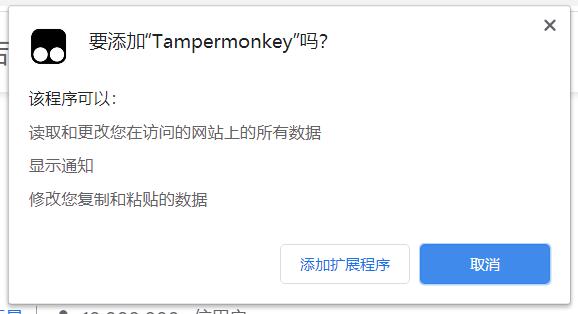 要添加“Tampermonkey”吗?
该程序可以：
读取和更改您在访问的网站上的所有数据
显示通知
修改您复制和粘贴的数据
添加扩展程序
取消